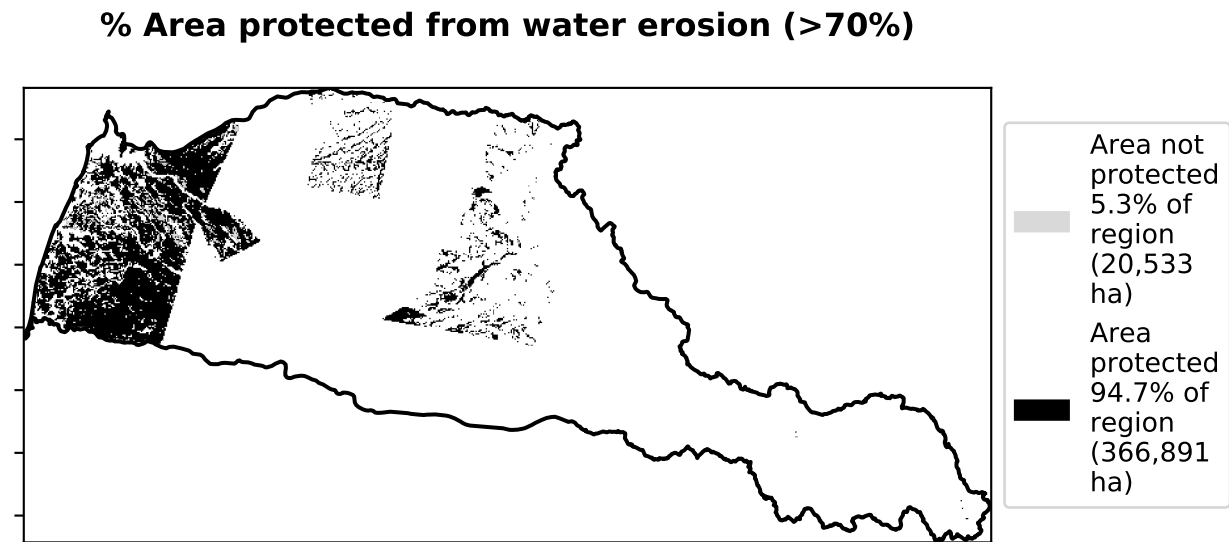 % Area protected from water erosion (>70%)
Area not
protected
5.3% of
region
(20,533
ha)
Area
protected
94.7% of
region
(366,891
ha)